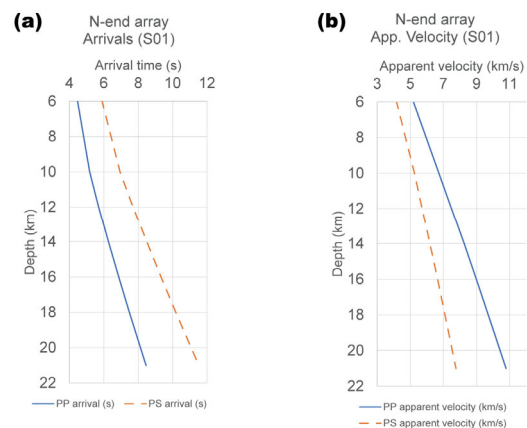 (a)
N-end array
Arrivals (S01)
Arrival time (s)
4 6 8 10 12
6
8
10
12
14
16
18
20
22
Depth (km)
PP arrival (s) PS arrival (s)
(b)
N-end array
App. Velocity (S01)
Apparent velocity (km/s)
3 5 7 9 11
6
8
10
12
14
16
18
20
22
Depth (km)
PP apparent velocity (km/s)
PS apparent velocity (km/s)